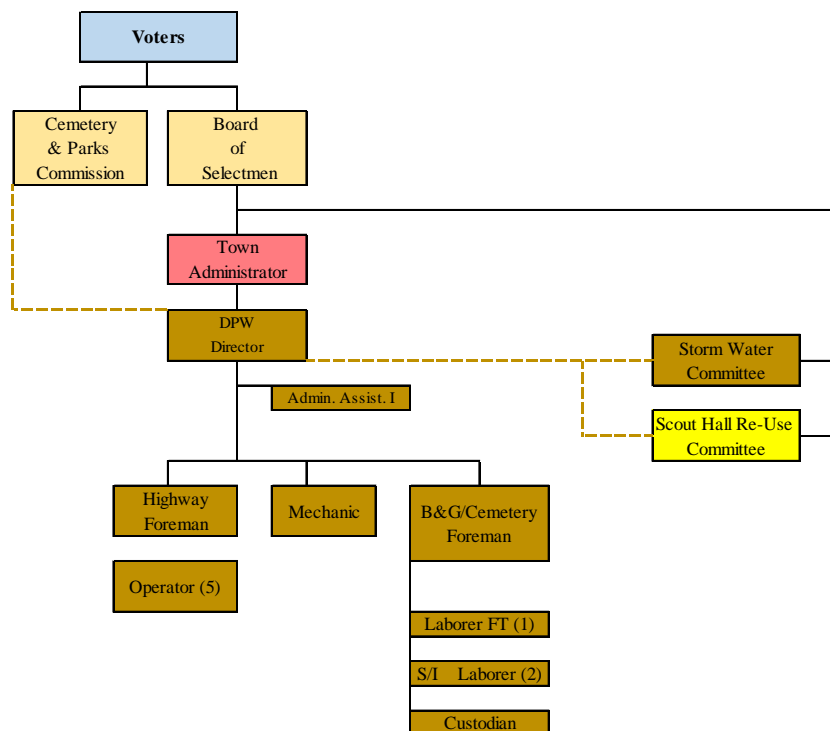 Voters
Cemetery
& Parks
Commission
Board
of
Selectmen
Town
Administrator
DPW
Director
Storm Water
Committee
Admin. Assist. I
Scout Hall Re-Use
Committee
Highway
Foreman
Mechanic
B&G/Cemetery
Foreman
Operator (5)
Laborer FT (1)
S/I Laborer (2)
Custodian